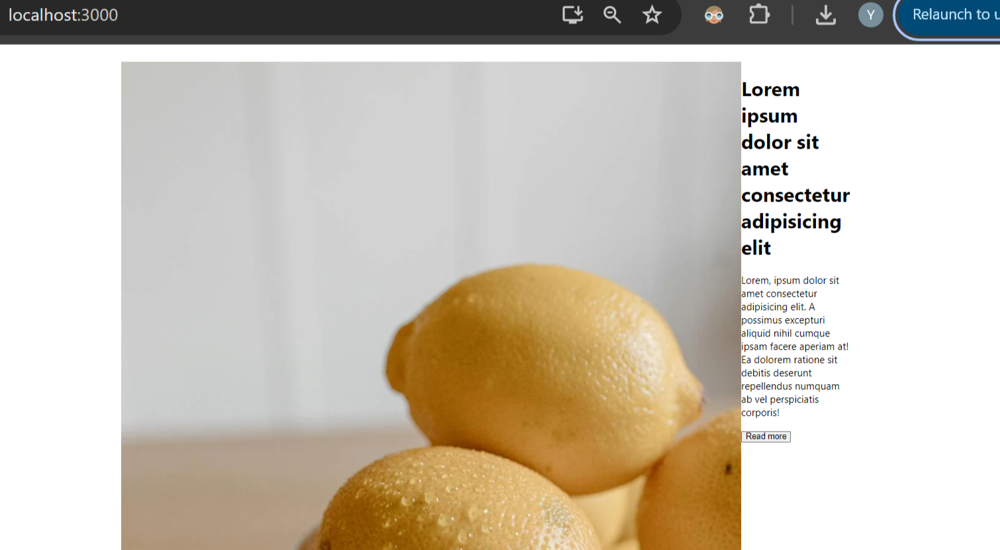 localhost:3000
Y
Relaunch to u
Lorem
ipsum
dolor sit
amet
consectetur
adipisicing
elit
Lorem, ipsum dolor sit
amet consectetur
adipisicing elit. A
possimus excepturi
aliquid nihil cumque
ipsam facere aperiam at!
Ea dolorem ratione sit
debitis deserunt
repellendus numquam
ab vel perspiciatis
corporis!
Read more